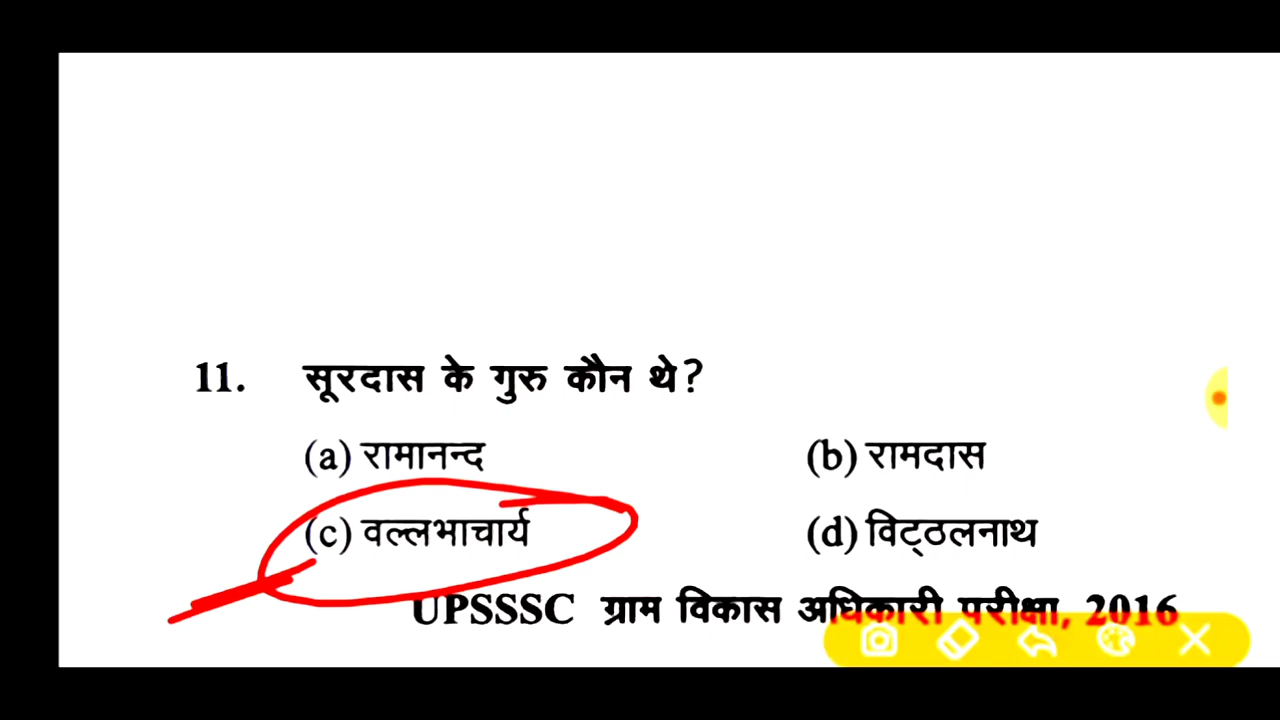 11. सूरदास के गुरु कौन थे?
(a) रामानन्द (b) रामदास
(c) वल्लभाचार्य (d) विट्ठलनाथ
UPSSSC ग्राम विकास अधिकारी परीक्षा, 2016